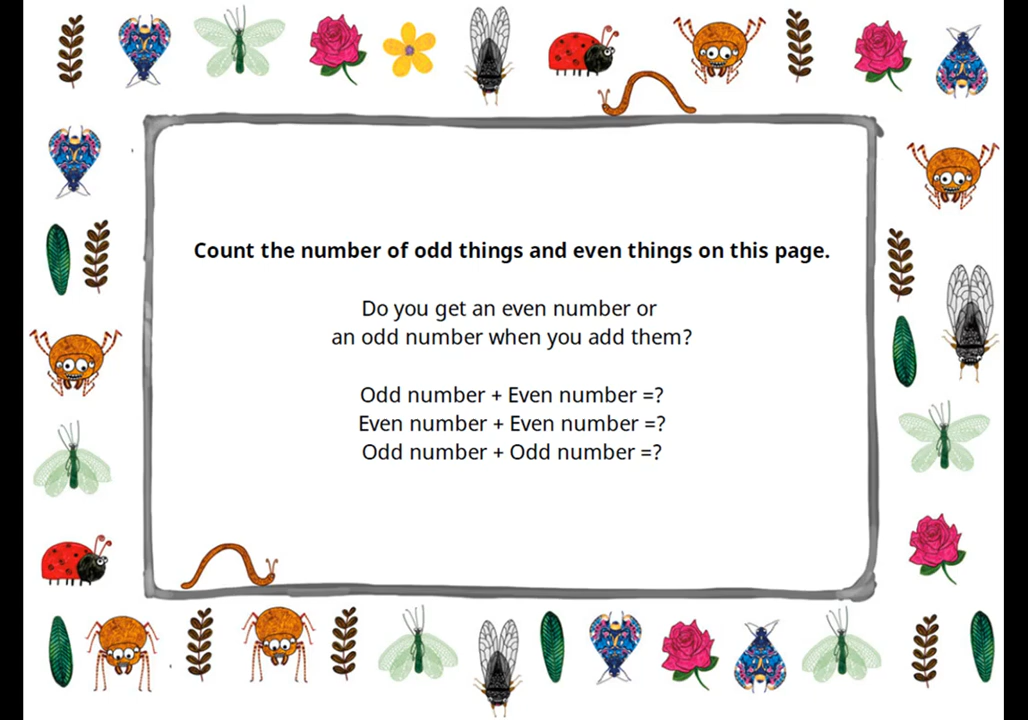 Count the number of odd things and even things on this page.
Do you get an even number or
an odd number when you add them?
Odd number + Even number =?
Even number + Even number =?
Odd number + Odd number =?